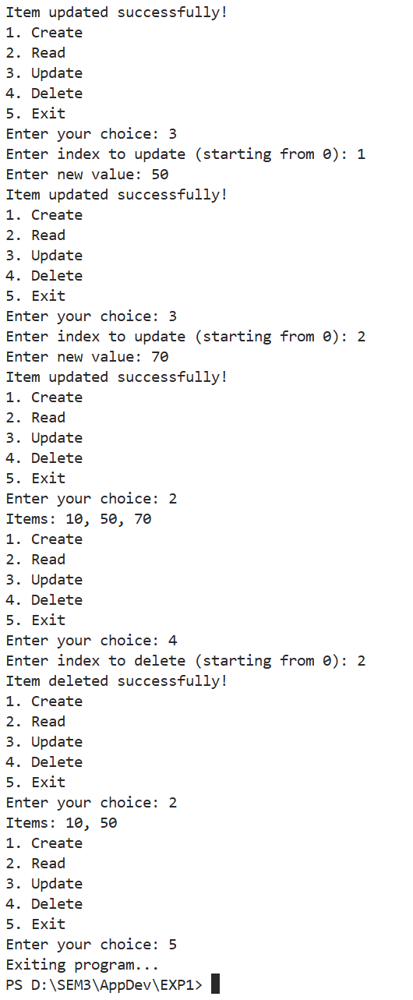 Item updated successfully!
1. Create
2. Read
3. Update
4. Delete
5. Exit
Enter your choice: 3
Enter index to update (starting from 0): 1
Enter new value: 50
Item updated successfully!
1. Create
2. Read
3. Update
4. Delete
5. Exit
Enter your choice: 3
Enter index to update (starting from 0): 2
Enter new value: 70
Item updated successfully!
1. Create
2. Read
3. Update
4. Delete
5. Exit
Enter your choice: 2
Items: 10, 50, 70
1. Create
2. Read
3. Update
4. Delete
5. Exit
Enter your choice: 4
Enter index to delete (starting from 0): 2
Item deleted successfully!
1. Create
2. Read
3. Update
4. Delete
5. Exit
Enter your choice: 2
Items: 10, 50
1. Create
2. Read
3. Update
4. Delete
5. Exit
Enter your choice: 5
Exiting program...
PS D:\SEM3\AppDev\EXP1>